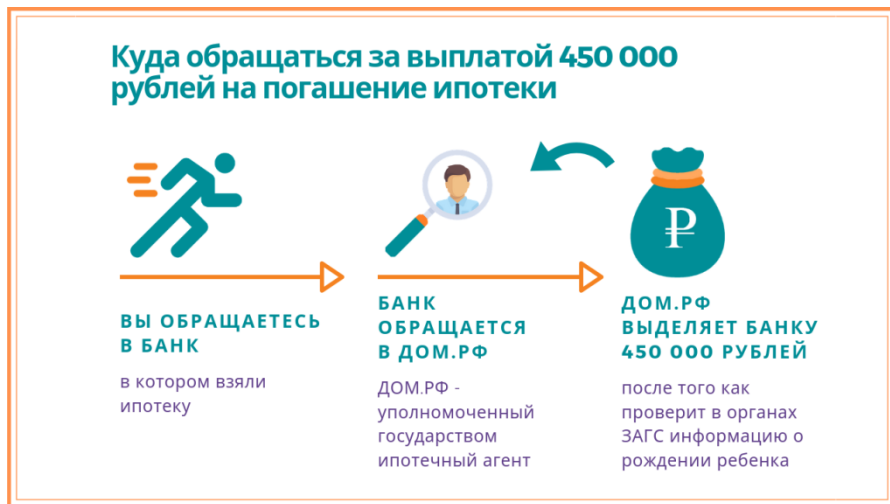 Куда обращаться за выплатой 450 000
рублей на погашение ипотеки
₽
ВЫ ОБРАЩАЕТЕСЬ
В БАНК
в котором взяли
ипотеку
БАНК
ОБРАЩАЕТСЯ
В ДОМ.РФ
ДОМ.РФ -
уполномоченный
государством
ипотечный агент
ДОМ.РФ
ВЫДЕЛЯЕТ БАНКУ
450 000 РУБЛЕЙ
после того как
проверит в органах
ЗАГС информацию о
рождении ребенка